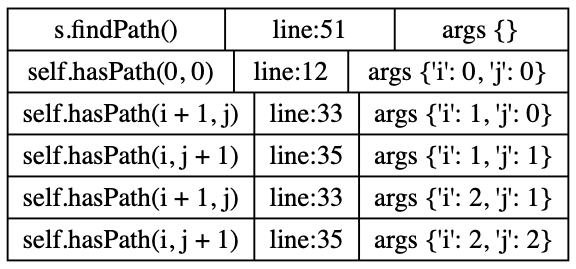 s.findPath() line:51 args {}
self.hasPath(0, 0) line:12 args {'i': 0, 'j': 0}
self.hasPath(i + 1, j) line:33 args {'i': 1, 'j': 0}
self.hasPath(i, j + 1) line:35 args {'i': 1, 'j': 1}
self.hasPath(i + 1, j) line:33 args {'i': 2, 'j': 1}
self.hasPath(i, j + 1) line:35 args {'i': 2, 'j': 2}